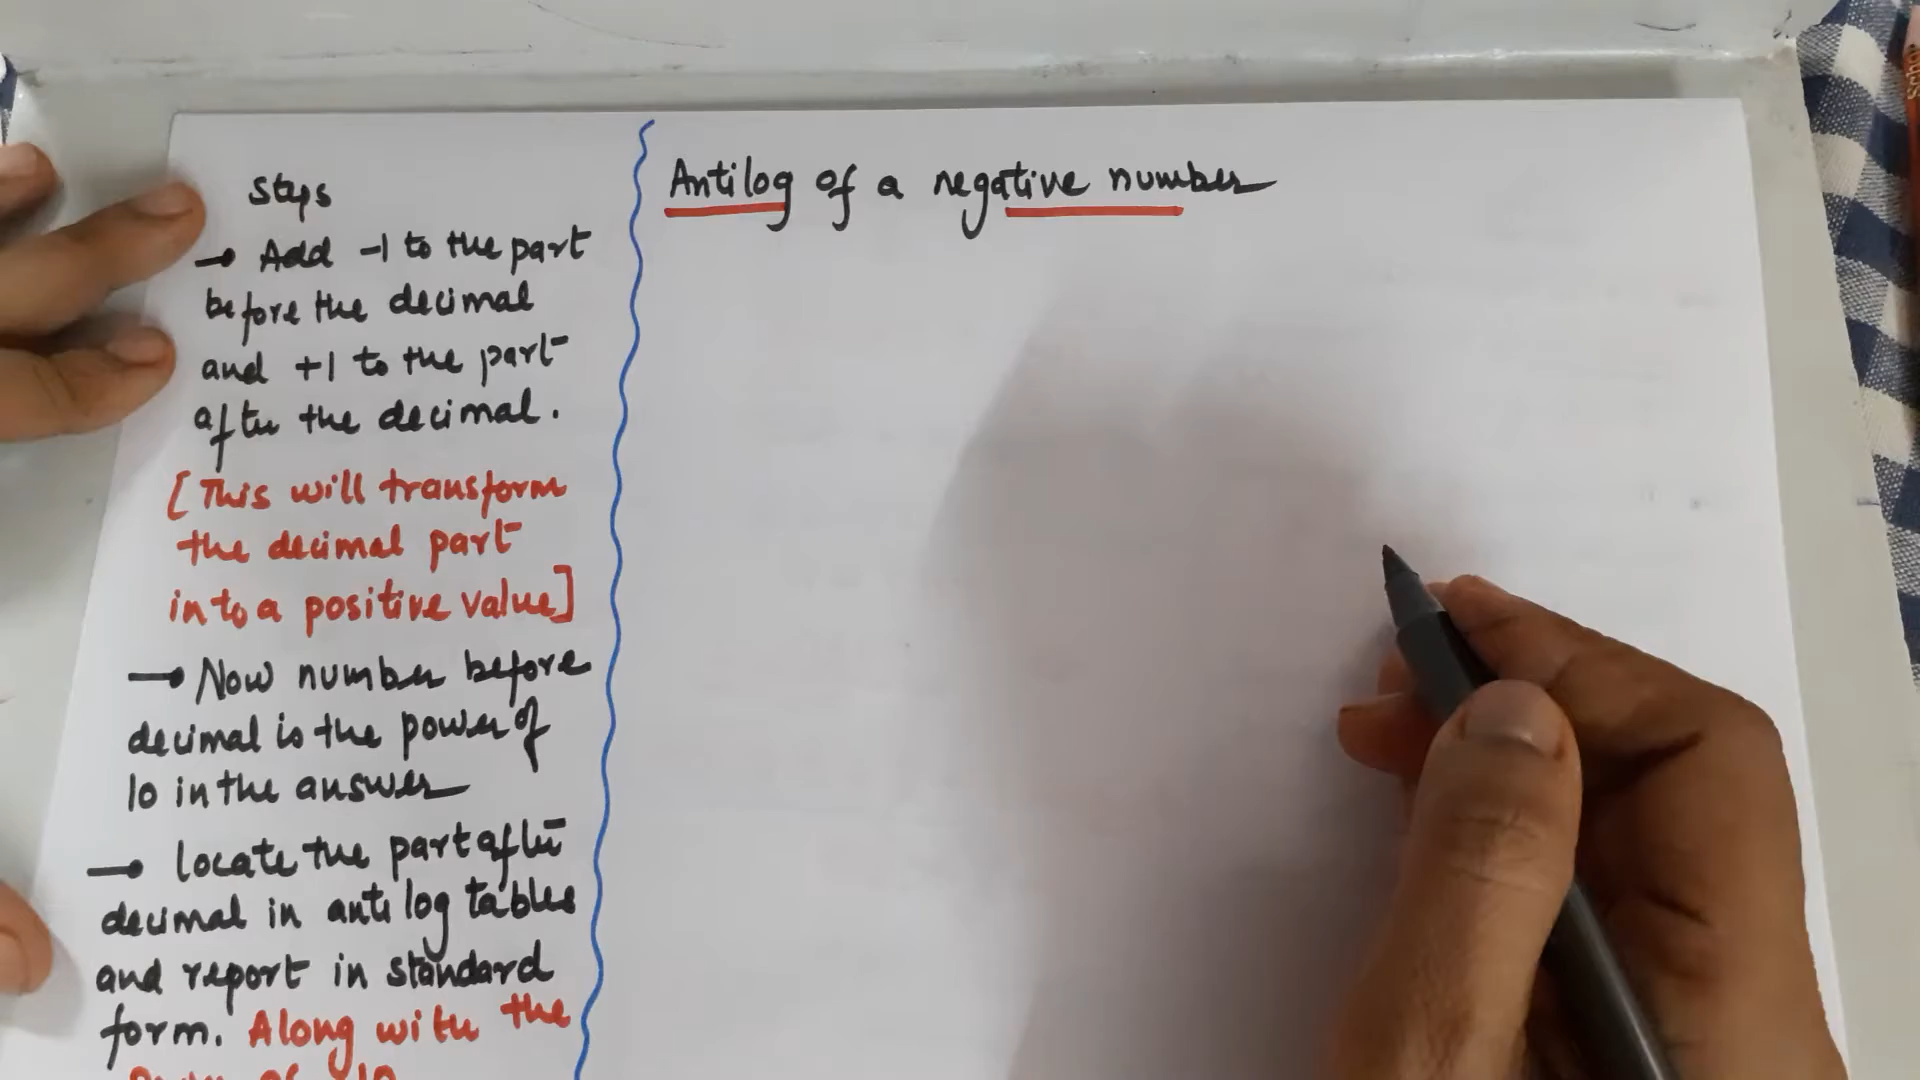 Steps
→ Add -1 to the part
before the decimal
and +1 to the part
after the decimal.
[This will transform
the decimal part
into a positive value]
→ Now number before
decimal is the power of
10 in the answer
→ locate the part after
decimal in anti log tables
and report in standard
form. Along with the
Power of 10
Antilog of a negative number